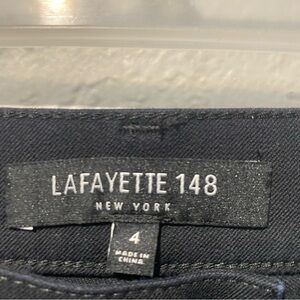 LAFAYETTE 148
NEW YORK
4
MADE IN
CHINA